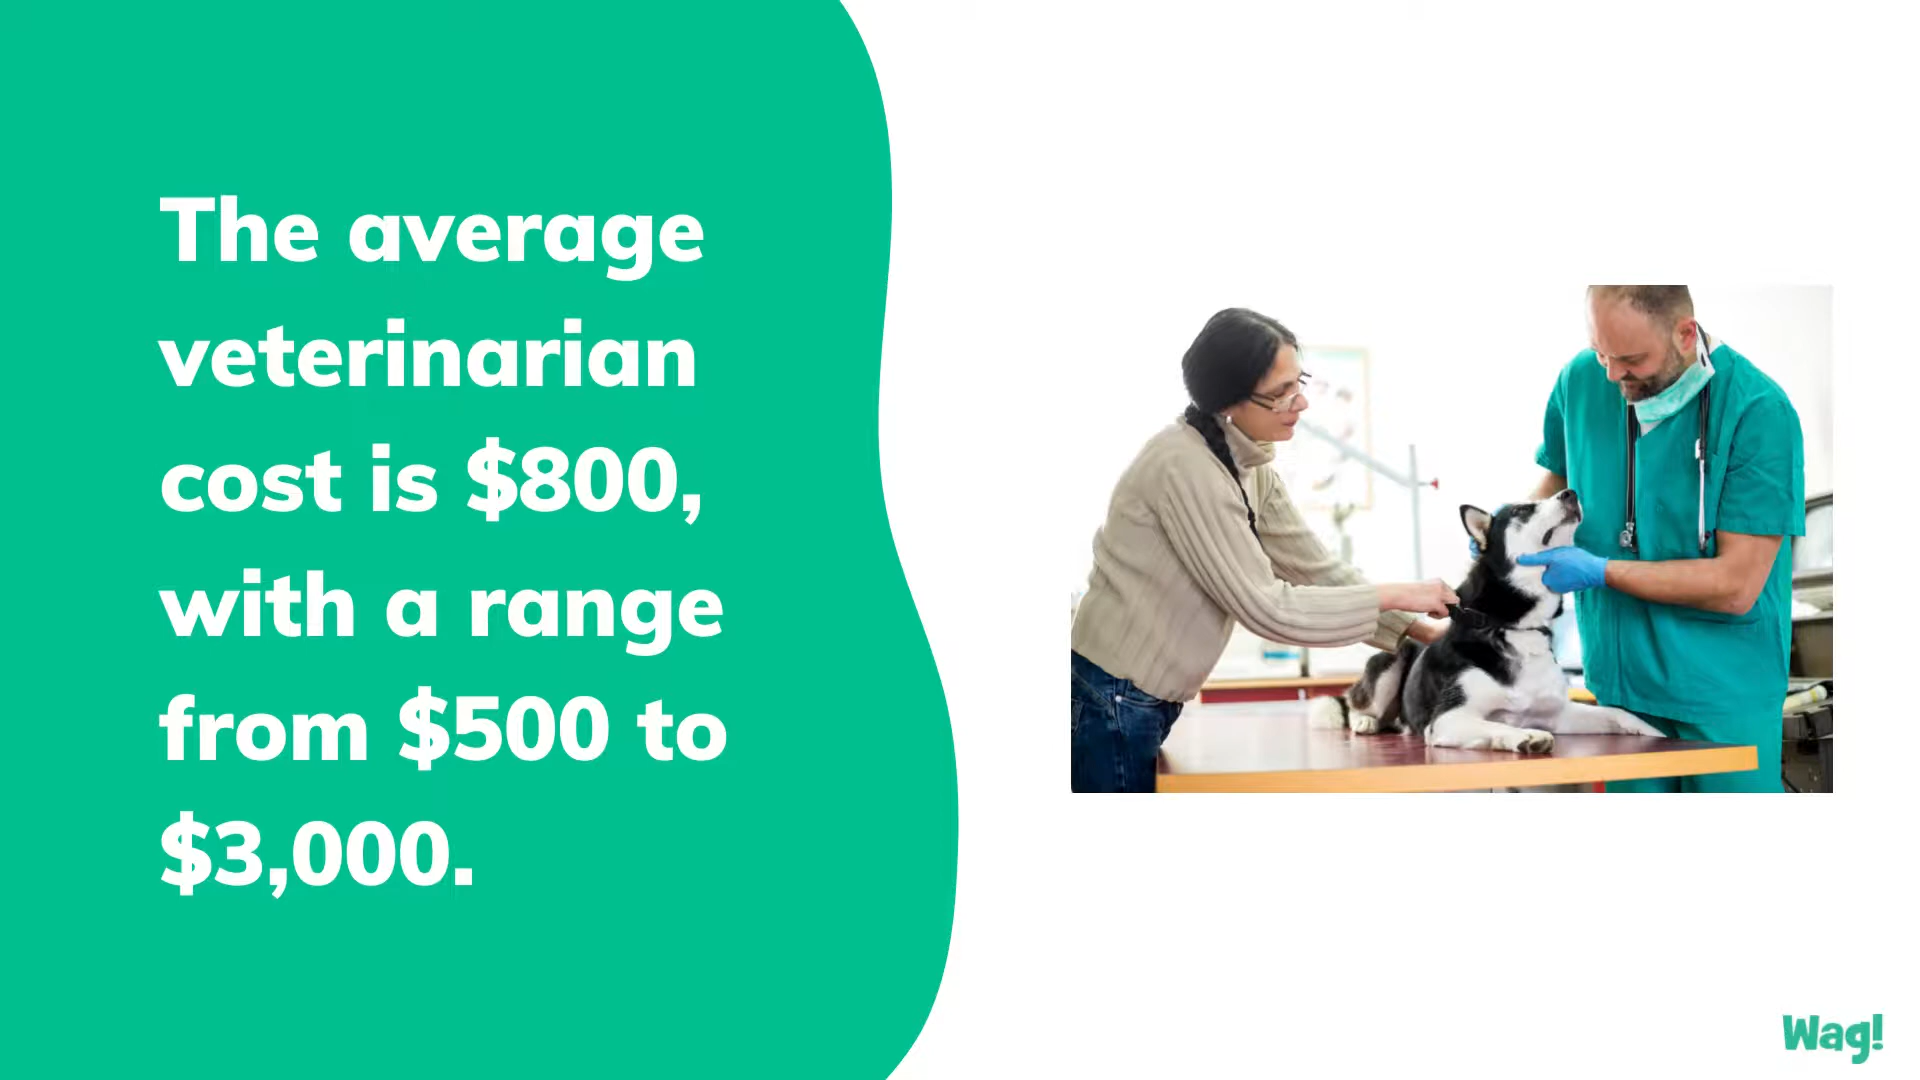 The average
veterinarian
cost is $800,
with a range
from $500 to
$3,000.
Wag!